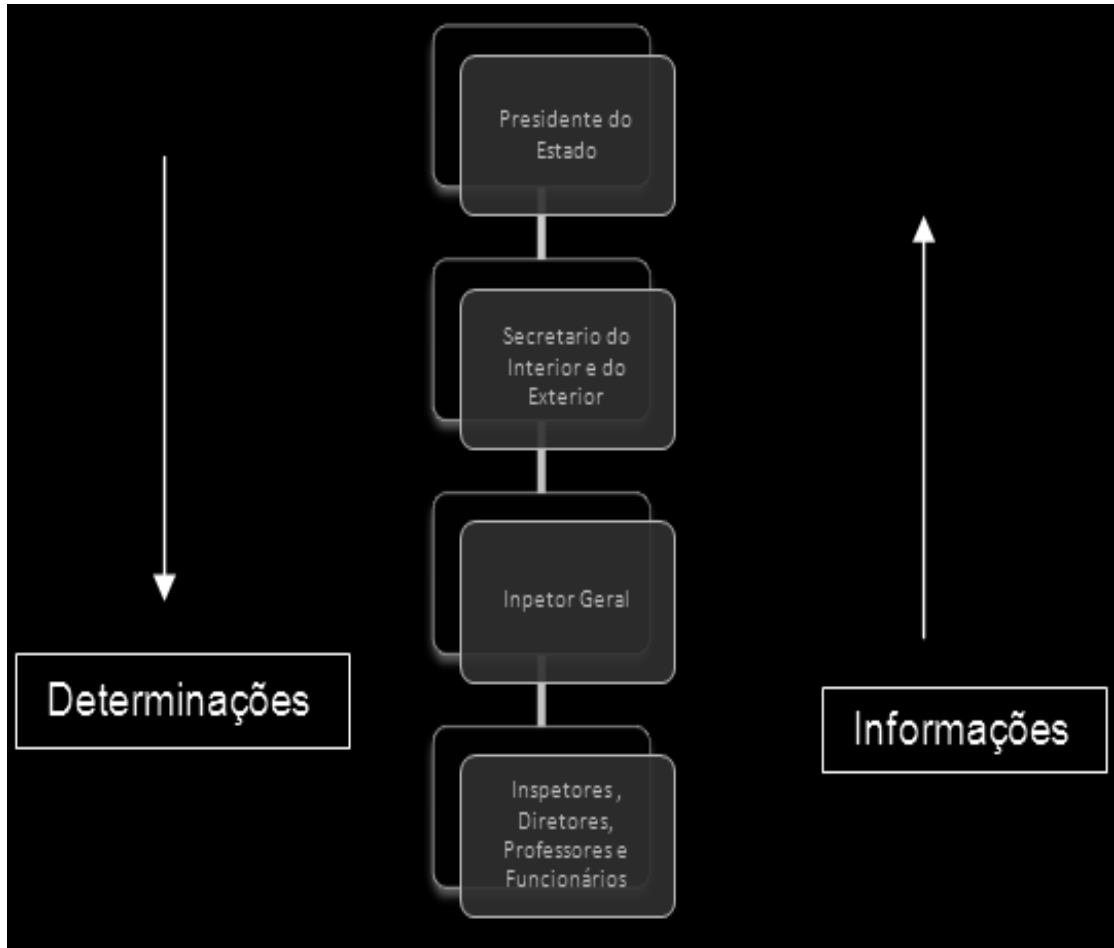 Presidente do
Estado
Secretario do
Interior e do
Exterior
Inpetor Geral
Determinações
Informações
Inspetores ,
Diretores,
Professores e
Funcionários